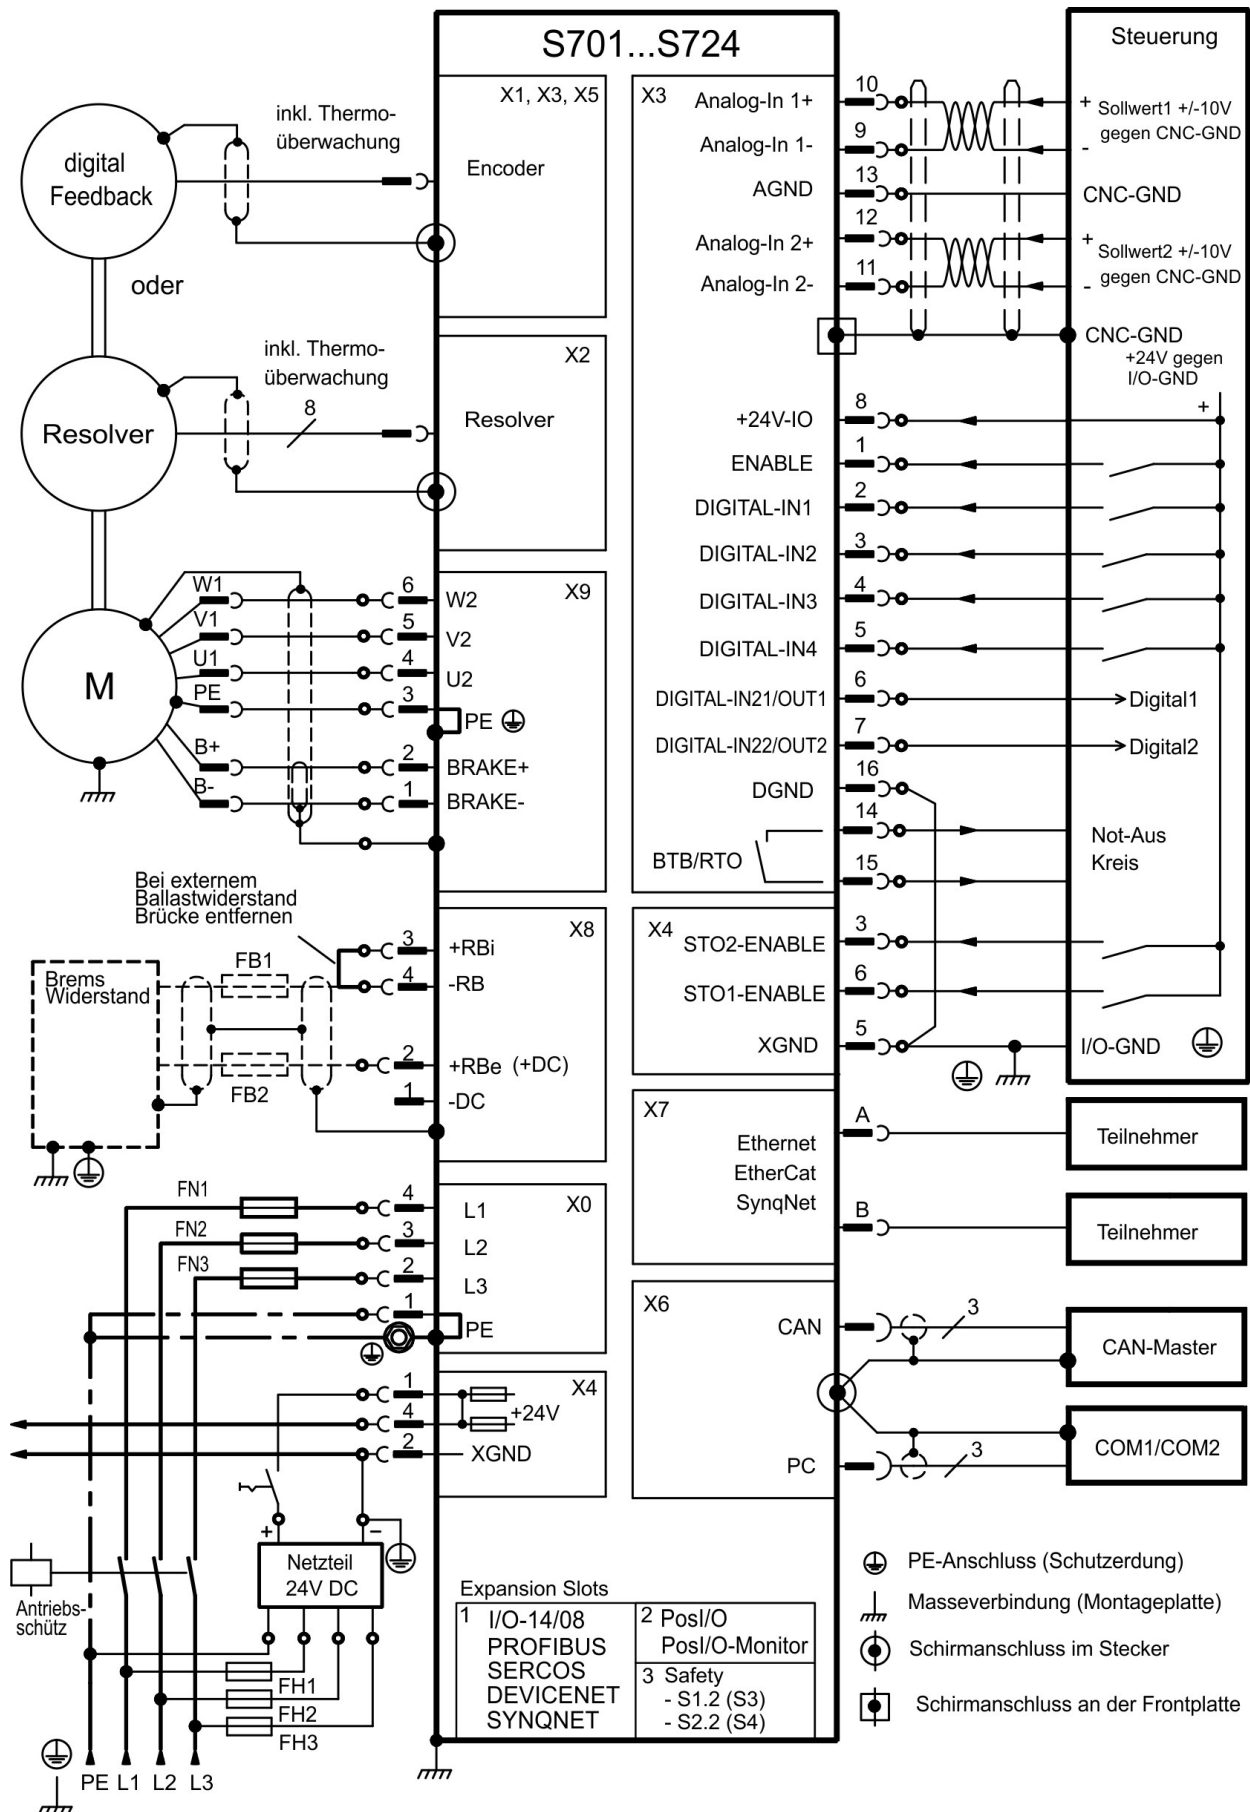 S701...S724
Steuerung
X1, X3, X5
Encoder
inkl. Thermo-
überwachung
digital
Feedback
oder
X2
Resolver
inkl. Thermo-
überwachung
8
Resolver
X9
W1
6
W2
V1
5
V2
U1
4
U2
PE
3
PE
M
B+
2
BRAKE+
B-
1
BRAKE-
Bei externem
Ballastwiderstand
Brücke entfernen
X8
3
+RBi
FB1
4
-RB
Brems
Widerstand
2
+RBe (+DC)
FB2
1
-DC
X0
FN1
4
L1
FN2
3
L2
FN3
2
L3
1
PE
X4
1
4
+24V
2
XGND
+
−
Netzteil
24V DC
Antriebs-
schütz
FH1
FH2
FH3
PE
L1
L2
L3
X3
Analog-In 1+
10
+
Sollwert1 +/-10V
gegen CNC-GND
Analog-In 1-
9
-
AGND
13
CNC-GND
Analog-In 2+
12
+
Sollwert2 +/-10V
gegen CNC-GND
Analog-In 2-
11
-
CNC-GND
+24V gegen
I/O-GND
+
+24V-IO
8
ENABLE
1
DIGITAL-IN1
2
DIGITAL-IN2
3
DIGITAL-IN3
4
DIGITAL-IN4
5
DIGITAL-IN21/OUT1
6
Digital1
DIGITAL-IN22/OUT2
7
Digital2
DGND
16
BTB/RTO
14
15
Not-Aus
Kreis
X4
STO2-ENABLE
3
STO1-ENABLE
6
XGND
5
I/O-GND
X7
Ethernet
EtherCat
SynqNet
A
Teilnehmer
B
Teilnehmer
X6
CAN
3
CAN-Master
PC
3
COM1/COM2
Expansion Slots
1 I/O-14/08
PROFIBUS
SERCOS
DEVICENET
SYNQNET
2 PosI/O
PosI/O-Monitor
3 Safety
- S1.2 (S3)
- S2.2 (S4)
PE-Anschluss (Schutzerdung)
Masseverbindung (Montageplatte)
Schirmanschluss im Stecker
Schirmanschluss an der Frontplatte